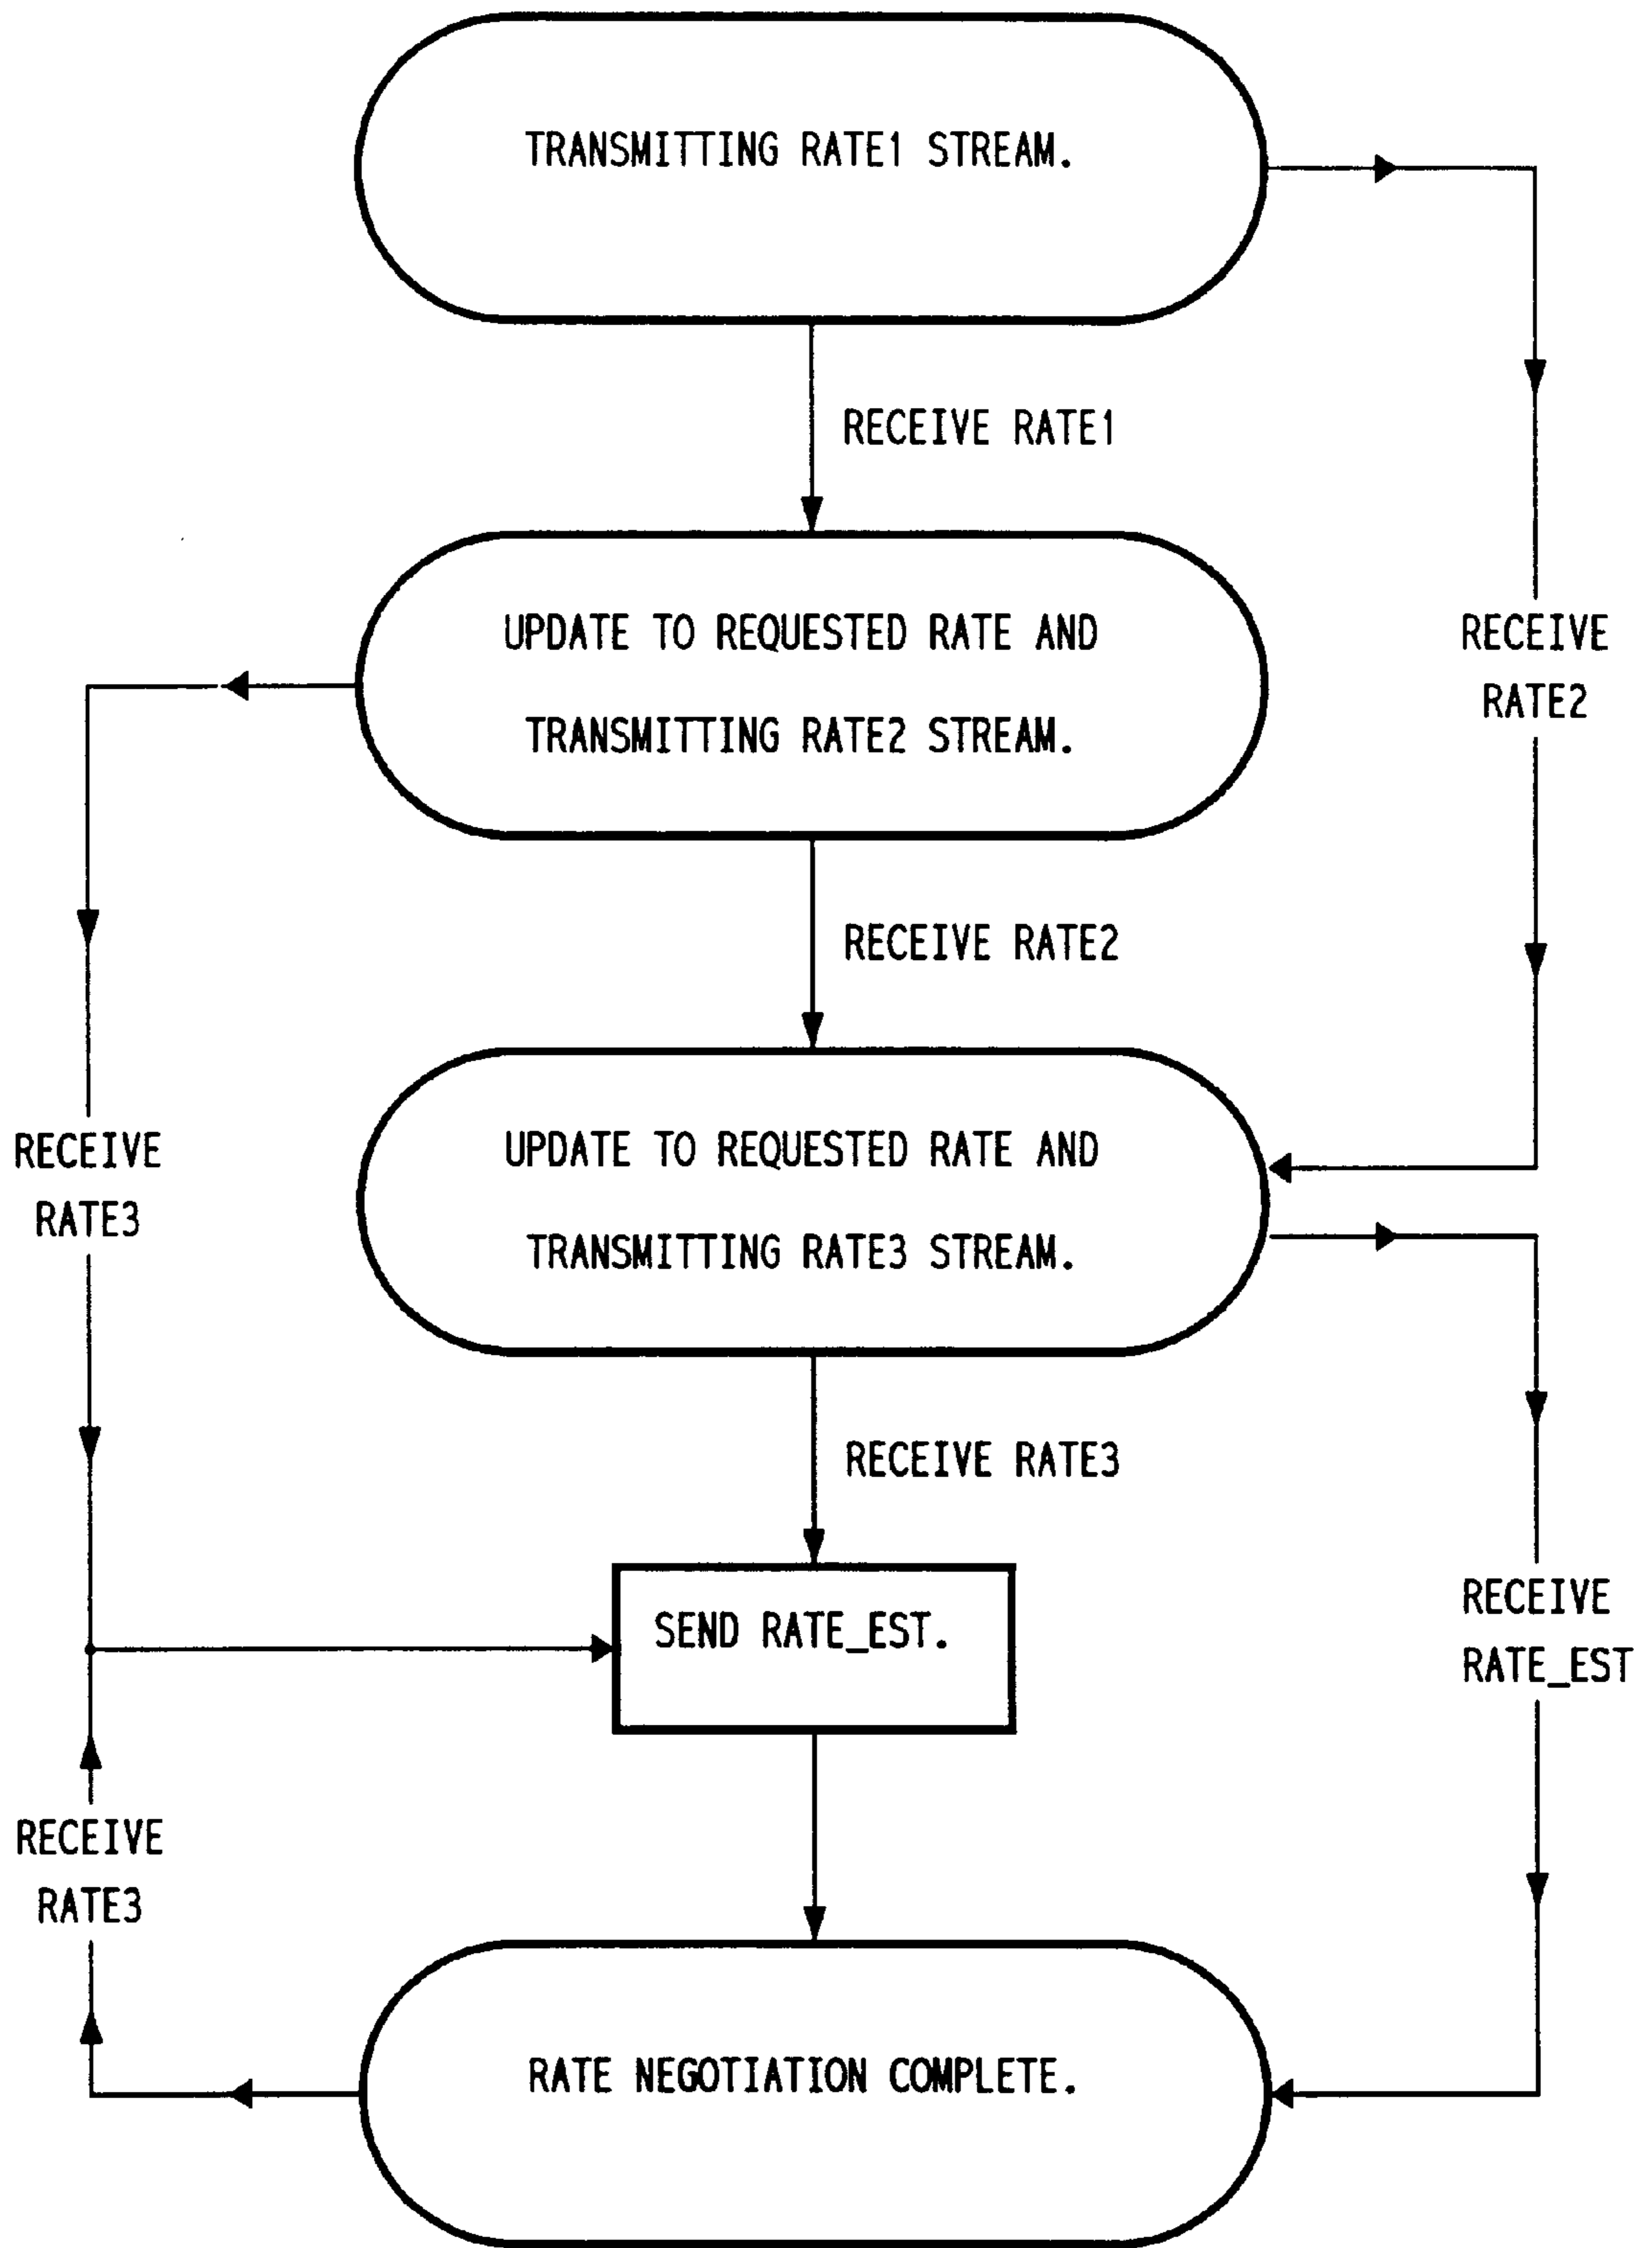 TRANSMITTING RATE1 STREAM.
RECEIVE RATE1
UPDATE TO REQUESTED RATE AND
TRANSMITTING RATE2 STREAM.
RECEIVE
RATE2
RECEIVE RATE2
UPDATE TO REQUESTED RATE AND
TRANSMITTING RATE3 STREAM.
RECEIVE
RATE3
RECEIVE RATE3
SEND RATE_EST.
RECEIVE
RATE_EST
RECEIVE
RATE3
RATE NEGOTIATION COMPLETE.